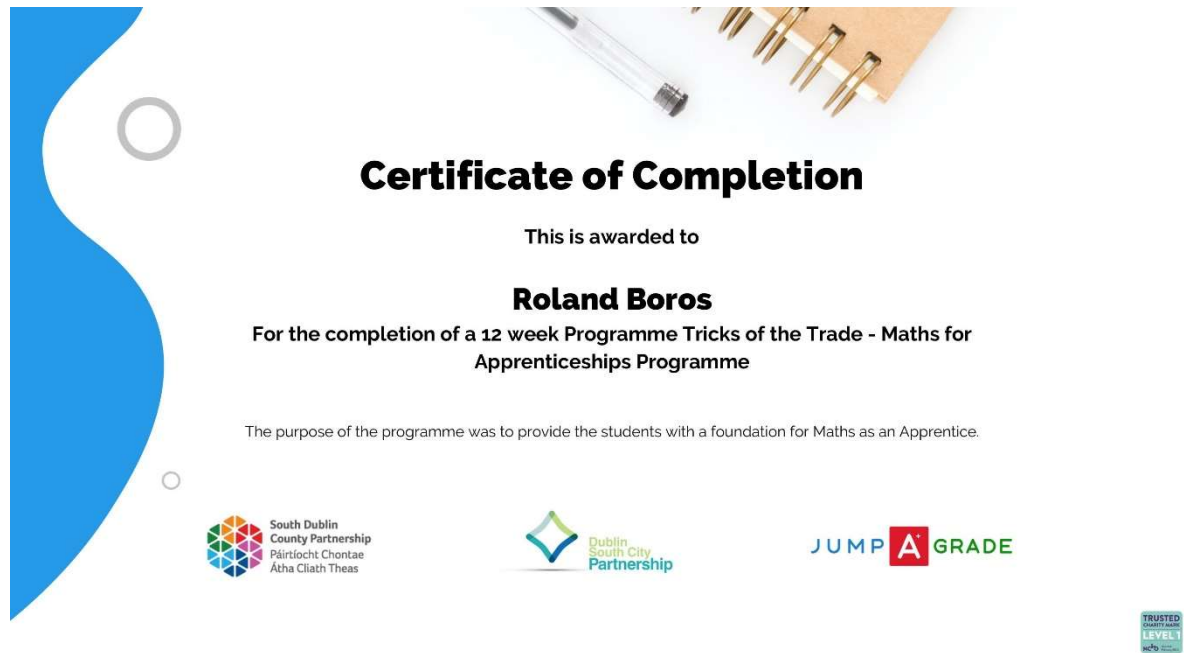 Certificate of Completion
This is awarded to
Roland Boros
For the completion of a 12 week Programme Tricks of the Trade - Maths for
Apprenticeships Programme
The purpose of the programme was to provide the students with a foundation for Maths as an Apprentice.
South Dublin
County Partnership
Páirtíocht Chontae
Átha Cliath Theas
Dublin
South City
Partnership
JUMP A+ GRADE
TRUSTED
CHARITY MARK
LEVEL 1